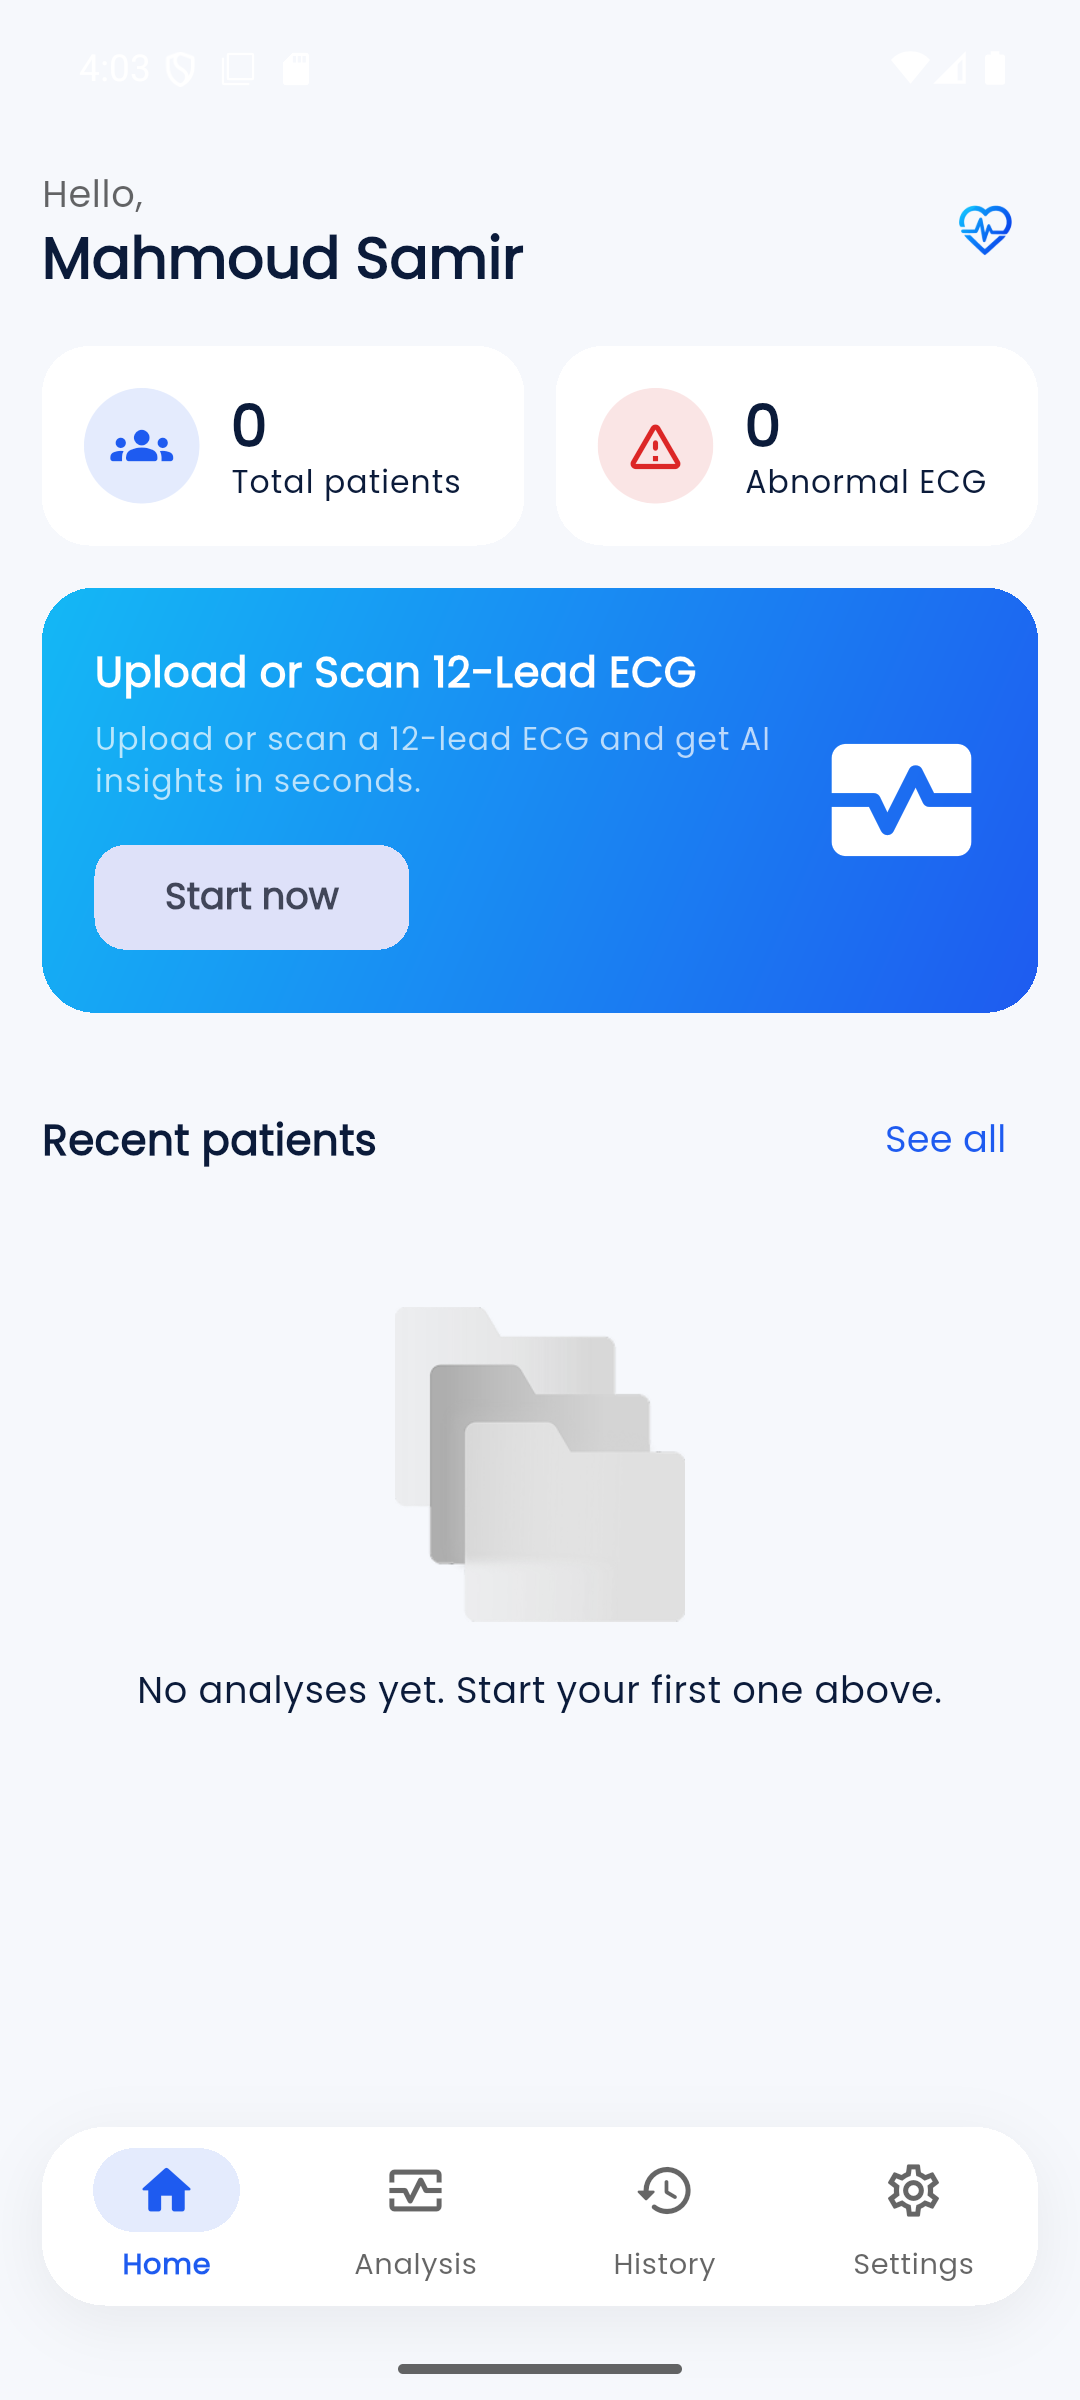 4:03
Hello,
Mahmoud Samir
0
Total patients
0
Abnormal ECG
Upload or Scan 12-Lead ECG
Upload or scan a 12-lead ECG and get AI
insights in seconds.
Start now
Recent patients
See all
No analyses yet. Start your first one above.
Home
Analysis
History
Settings